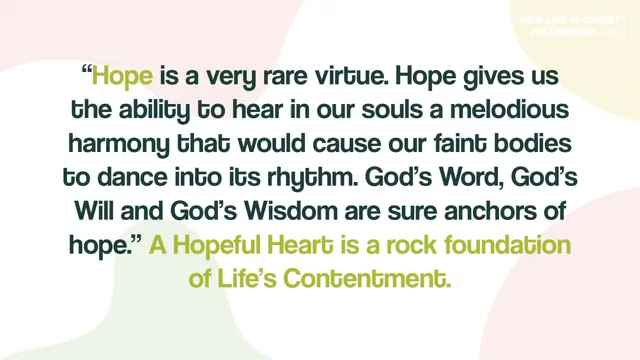 NEW LIFE IN CHRIST
FELLOWSHIP
“Hope is a very rare virtue. Hope gives us
the ability to hear in our souls a melodious
harmony that would cause our faint bodies
to dance into its rhythm. God’s Word, God’s
Will and God’s Wisdom are sure anchors of
hope.” A Hopeful Heart is a rock foundation
of Life’s Contentment.